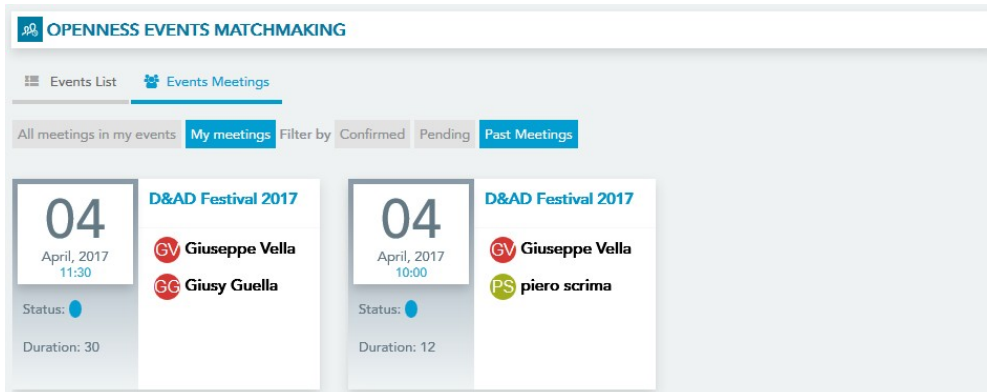 OPENNESS EVENTS MATCHMAKING
Events List Events Meetings
All meetings in my events My meetings Filter by Confirmed Pending Past Meetings
04
April, 2017
11:30
Status:
Duration: 30
D&AD Festival 2017
GV Giuseppe Vella
GG Giusy Guella
04
April, 2017
10:00
Status:
Duration: 12
D&AD Festival 2017
GV Giuseppe Vella
PS piero scrima